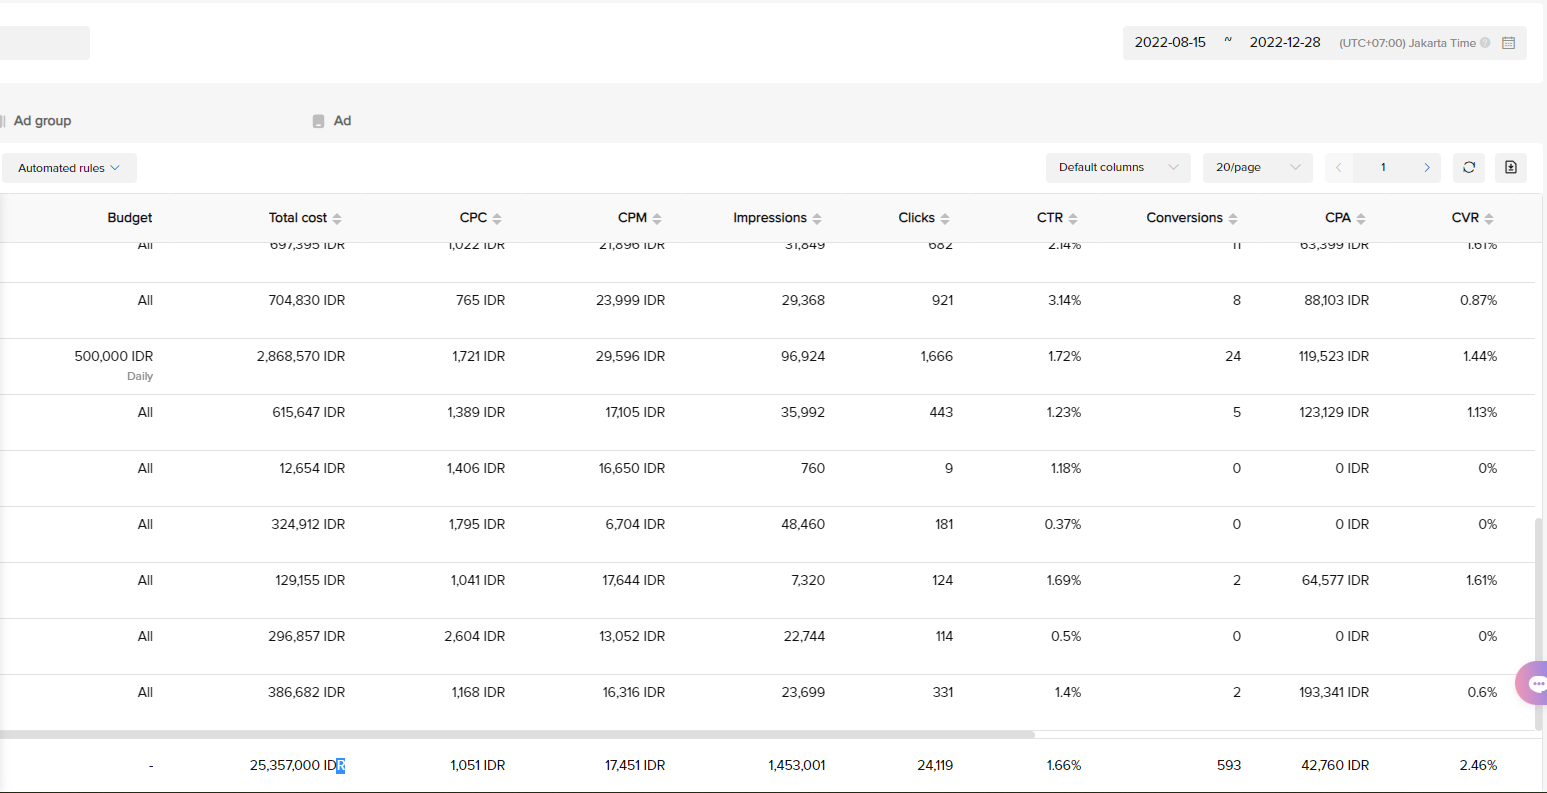 2022-08-15 ~ 2022-12-28 (UTC+07:00) Jakarta Time
Ad group Ad
Automated rules Default columns 20/page 1
Budget Total cost CPC CPM Impressions Clicks CTR Conversions CPA CVR
All 697,395 IDR 1,022 IDR 21,896 IDR 31,849 682 2.14% 11 63,399 IDR 1.61%
All 704,830 IDR 765 IDR 23,999 IDR 29,368 921 3.14% 8 88,103 IDR 0.87%
500,000 IDR 2,868,570 IDR 1,721 IDR 29,596 IDR 96,924 1,666 1.72% 24 119,523 IDR 1.44%
Daily
All 615,647 IDR 1,389 IDR 17,105 IDR 35,992 443 1.23% 5 123,129 IDR 1.13%
All 12,654 IDR 1,406 IDR 16,650 IDR 760 9 1.18% 0 0 IDR 0%
All 324,912 IDR 1,795 IDR 6,704 IDR 48,460 181 0.37% 0 0 IDR 0%
All 129,155 IDR 1,041 IDR 17,644 IDR 7,320 124 1.69% 2 64,577 IDR 1.61%
All 296,857 IDR 2,604 IDR 13,052 IDR 22,744 114 0.5% 0 0 IDR 0%
All 386,682 IDR 1,168 IDR 16,316 IDR 23,699 331 1.4% 2 193,341 IDR 0.6%
- 25,357,000 IDR 1,051 IDR 17,451 IDR 1,453,001 24,119 1.66% 593 42,760 IDR 2.46%